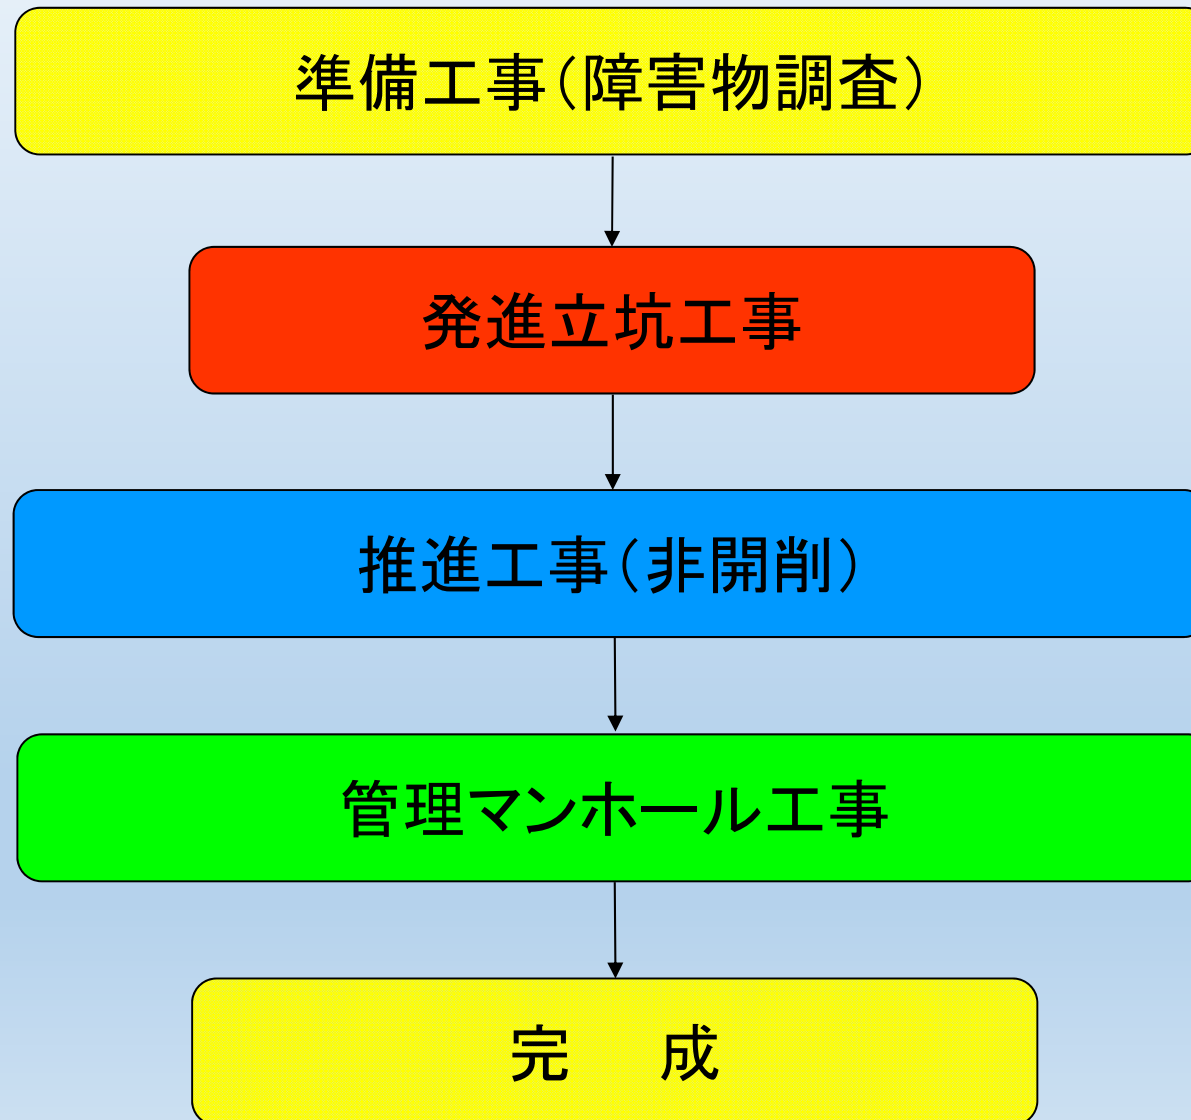 準備工事（障害物調査）
発進立坑工事
推進工事（非開削）
管理マンホール工事
完　成